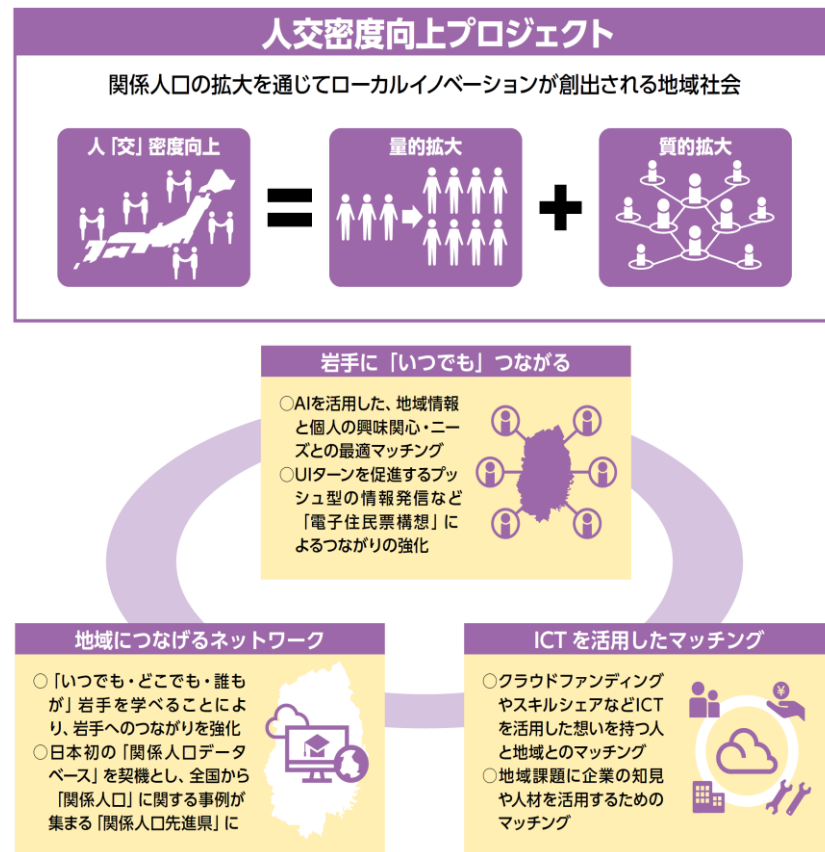 人交密度向上プロジェクト
関係人口の拡大を通じてローカルイノベーションが創出される地域社会
人「交」密度向上
=
量的拡大
+
質的拡大
岩手に「いつでも」つながる
○AIを活用した、地域情報
と個人の興味関心・ニー
ズとの最適マッチング
○UIターンを促進するプッ
シュ型の情報発信など
「電子住民票構想」に
よるつながりの強化
地域につなげるネットワーク
○「いつでも・どこでも・誰も
が」岩手を学べることによ
り、岩手へのつながりを強化
○日本初の「関係人口データ
ベース」を契機とし、全国から
「関係人口」に関する事例が
集まる「関係人口先進県」に
ICTを活用したマッチング
○クラウドファンディング
やスキルシェアなどICT
を活用した想いを持つ人
と地域とのマッチング
○地域課題に企業の知見
や人材を活用するための
マッチング
¥